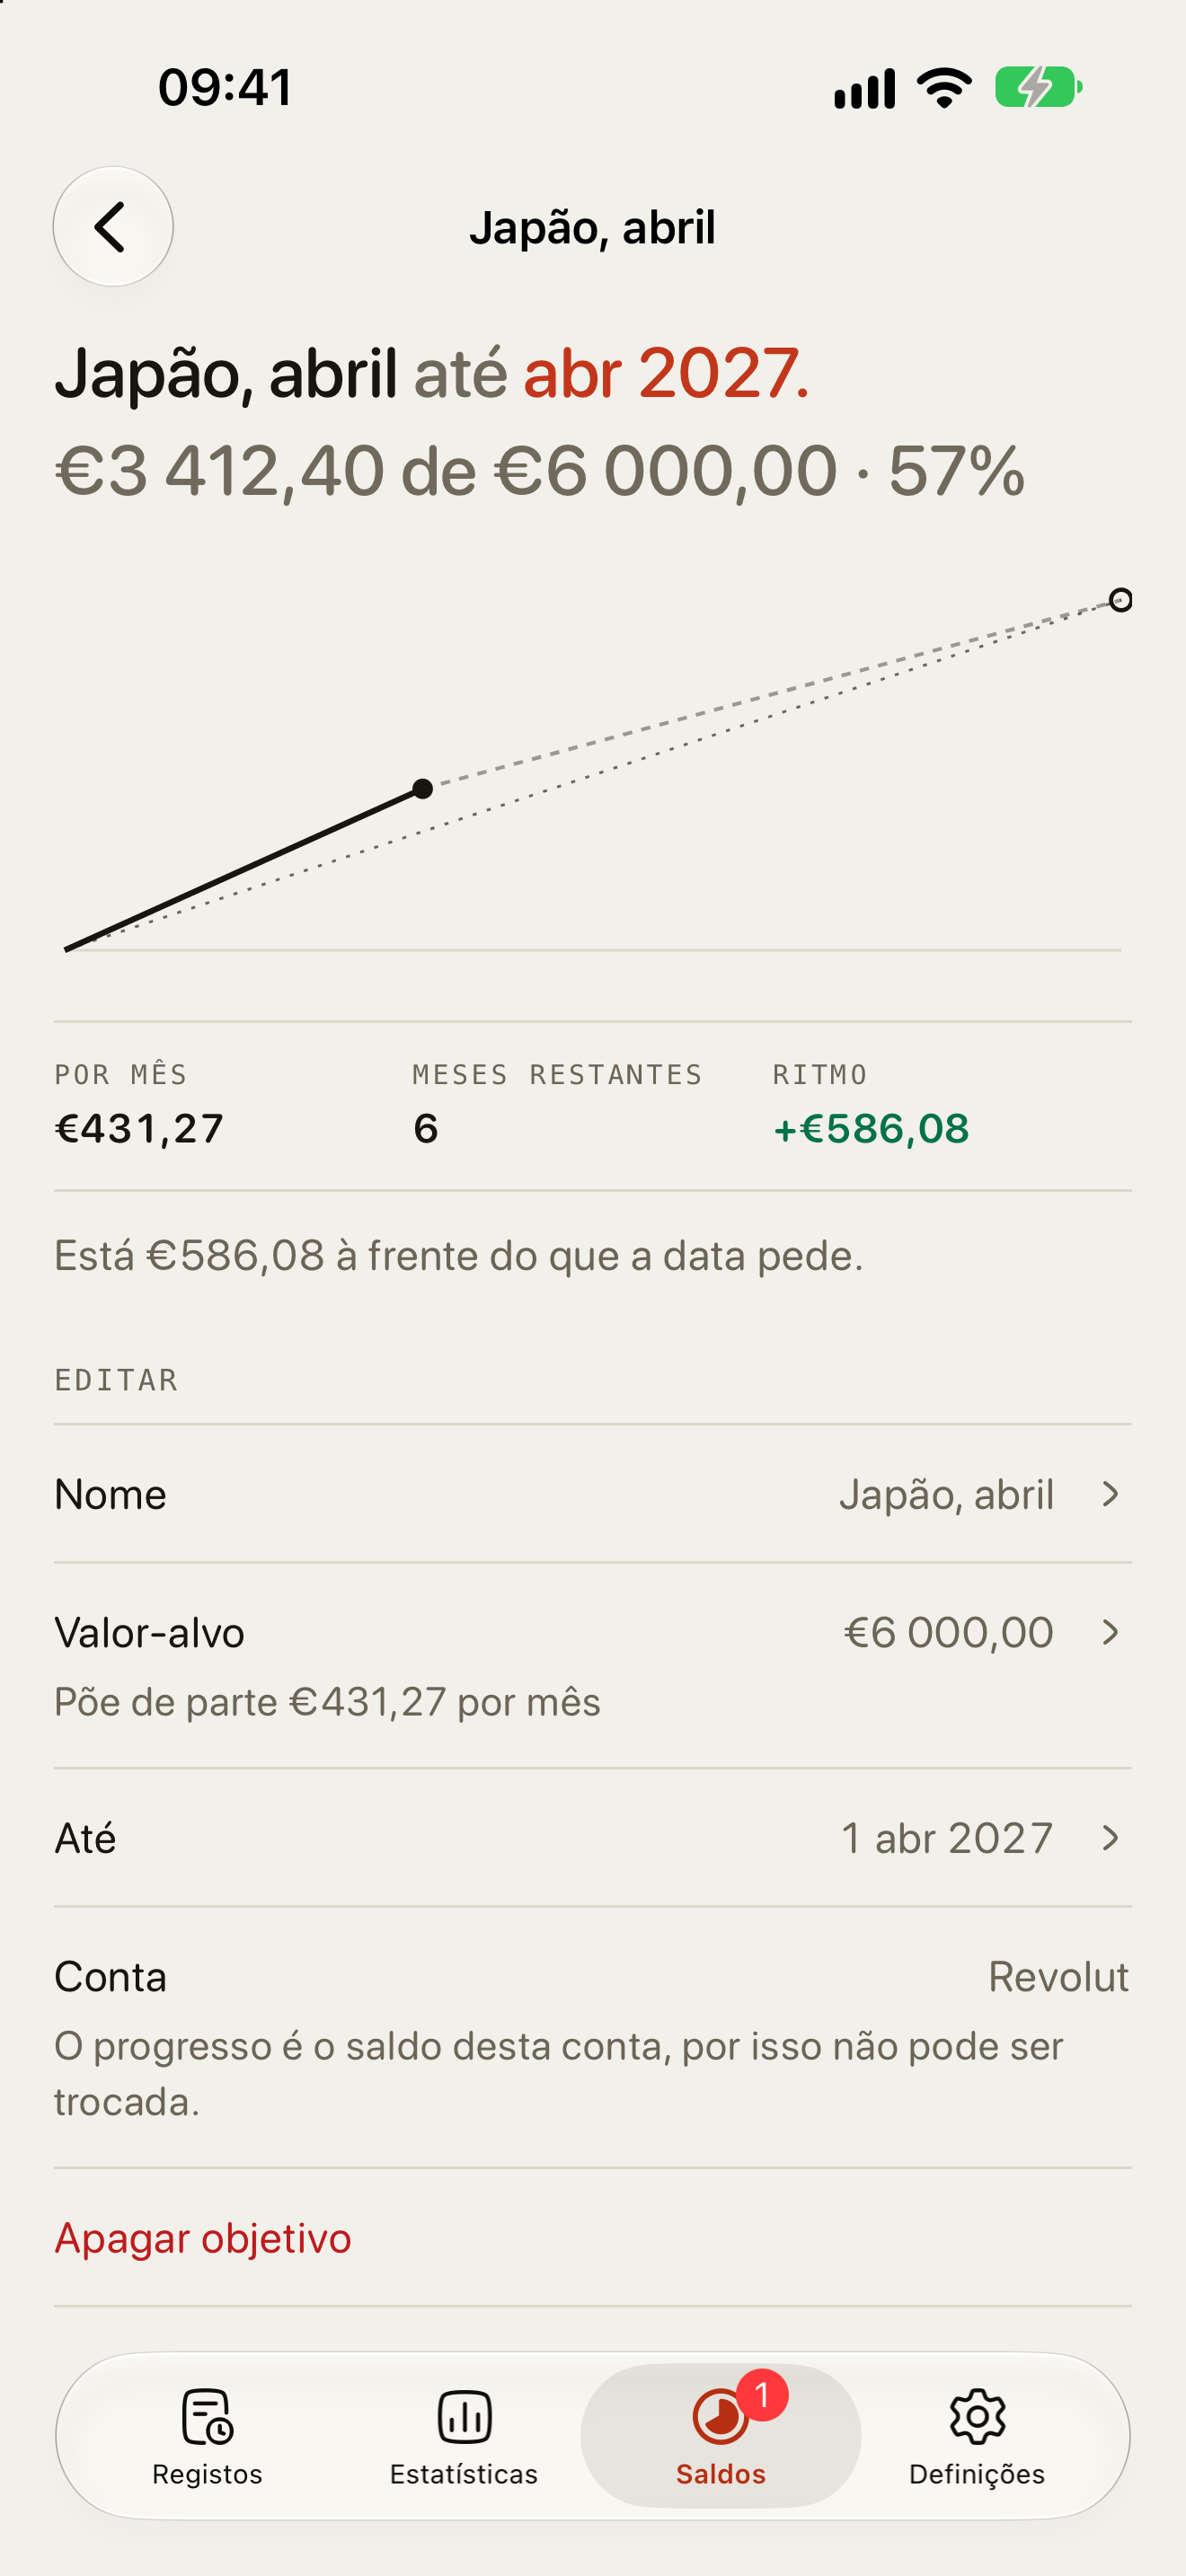 09:41
Japão, abril
Japão, abril até abr 2027.
€3 412,40 de €6 000,00 · 57%
POR MÊS
€431,27
MESES RESTANTES
6
RITMO
+€586,08
Está €586,08 à frente do que a data pede.
EDITAR
Nome
Japão, abril
Valor-alvo
€6 000,00
Põe de parte €431,27 por mês
Até
1 abr 2027
Conta
Revolut
O progresso é o saldo desta conta, por isso não pode ser
trocada.
Apagar objetivo
1
Registos
Estatísticas
Saldos
Definições